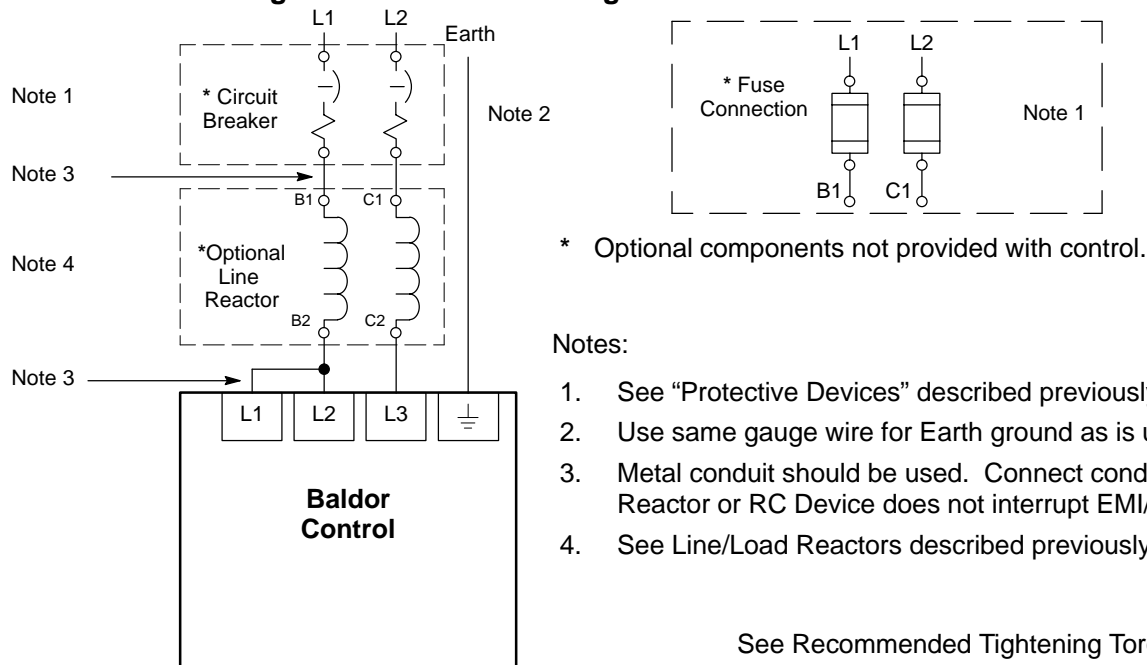 L1 L2 Earth
Note 1
* Circuit
Breaker
Note 2
Note 3
B1 C1
Note 4
*Optional
Line
Reactor
B2 C2
Note 3
L1 L2 L3
Baldor
Control
L1 L2
* Fuse
Connection
Note 1
B1 C1
* Optional components not provided with control.
Notes:
1. See “Protective Devices” described previously
2. Use same gauge wire for Earth ground as is
3. Metal conduit should be used. Connect
Reactor or RC Device does not interrupt EMI/
4. See Line/Load Reactors described previously
See Recommended Tightening